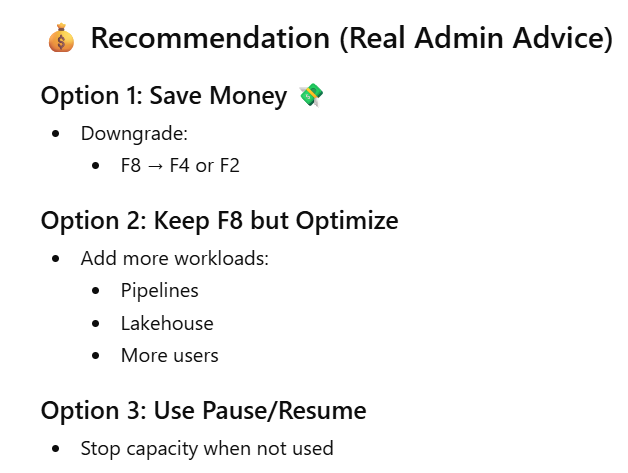 💰 Recommendation (Real Admin Advice)
Option 1: Save Money 💸
• Downgrade:
• F8 → F4 or F2
Option 2: Keep F8 but Optimize
• Add more workloads:
• Pipelines
• Lakehouse
• More users
Option 3: Use Pause/Resume
• Stop capacity when not used